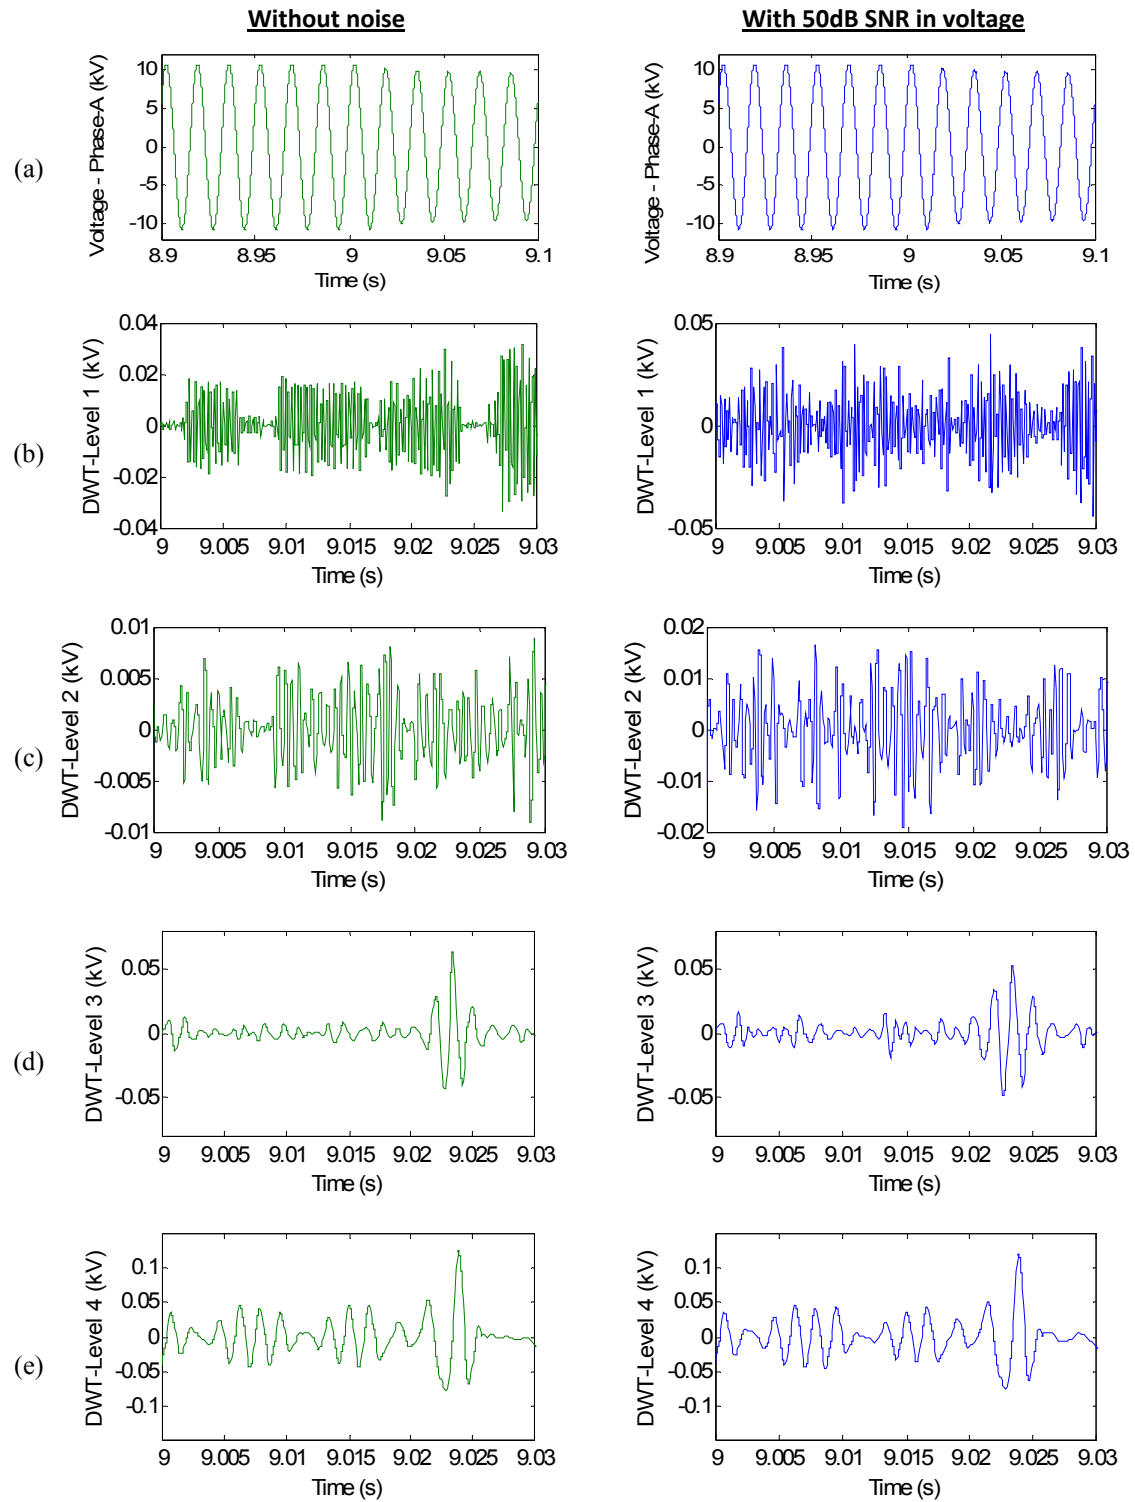 Without noise
With 50dB SNR in voltage
(a)
Voltage - Phase-A (kV)
10
5
0
-5
-10
8.9 8.95 9 9.05 9.1
Time (s)
Voltage - Phase-A (kV)
10
5
0
-5
-10
8.9 8.95 9 9.05 9.1
Time (s)
(b)
DWT-Level 1 (kV)
0.04
0.02
0
-0.02
-0.04
9 9.005 9.01 9.015 9.02 9.025 9.03
Time (s)
DWT-Level 1 (kV)
0.05
0
-0.05
9 9.005 9.01 9.015 9.02 9.025 9.03
Time (s)
(c)
DWT-Level 2 (kV)
0.01
0.005
0
-0.005
-0.01
9 9.005 9.01 9.015 9.02 9.025 9.03
Time (s)
DWT-Level 2 (kV)
0.02
0.01
0
-0.01
-0.02
9 9.005 9.01 9.015 9.02 9.025 9.03
Time (s)
(d)
DWT-Level 3 (kV)
0.05
0
-0.05
9 9.005 9.01 9.015 9.02 9.025 9.03
Time (s)
DWT-Level 3 (kV)
0.05
0
-0.05
9 9.005 9.01 9.015 9.02 9.025 9.03
Time (s)
(e)
DWT-Level 4 (kV)
0.1
0.05
0
-0.05
-0.1
9 9.005 9.01 9.015 9.02 9.025 9.03
Time (s)
DWT-Level 4 (kV)
0.1
0.05
0
-0.05
-0.1
9 9.005 9.01 9.015 9.02 9.025 9.03
Time (s)